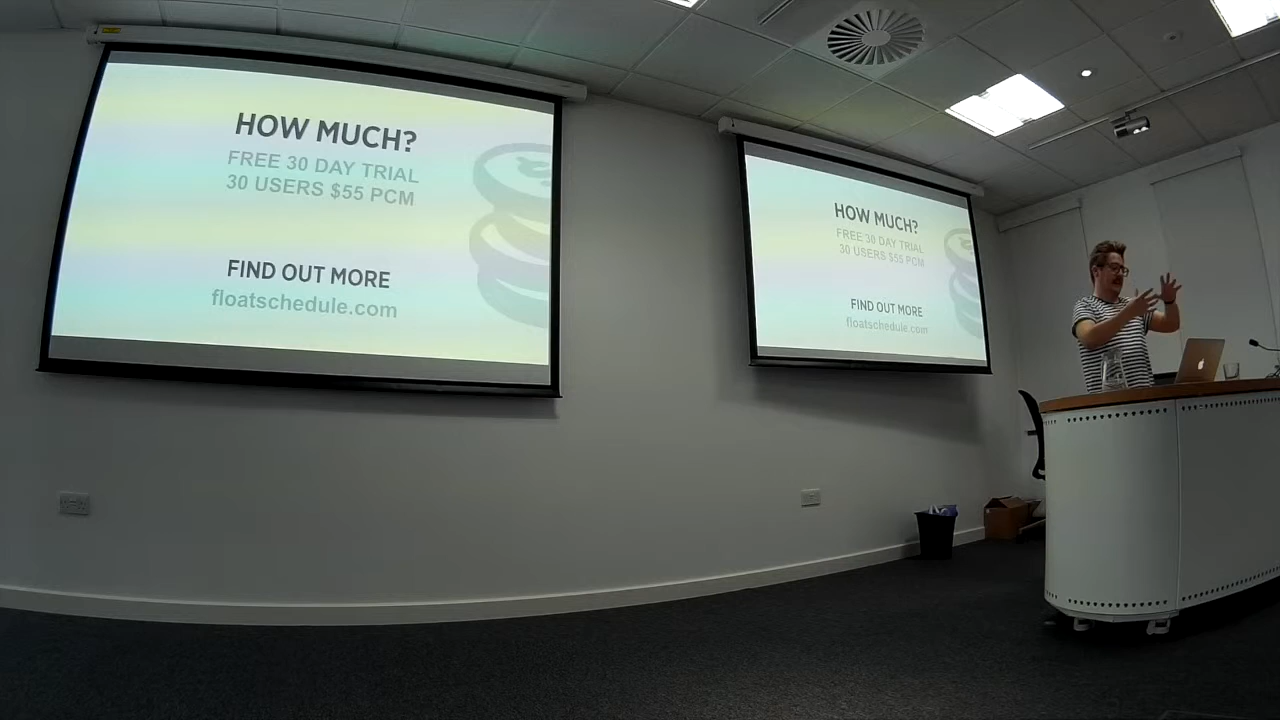 HOW MUCH?
FREE 30 DAY TRIAL
30 USERS $55 PCM
FIND OUT MORE
floatschedule.com
HOW MUCH?
FREE 30 DAY TRIAL
30 USERS $55 PCM
FIND OUT MORE
floatschedule.com